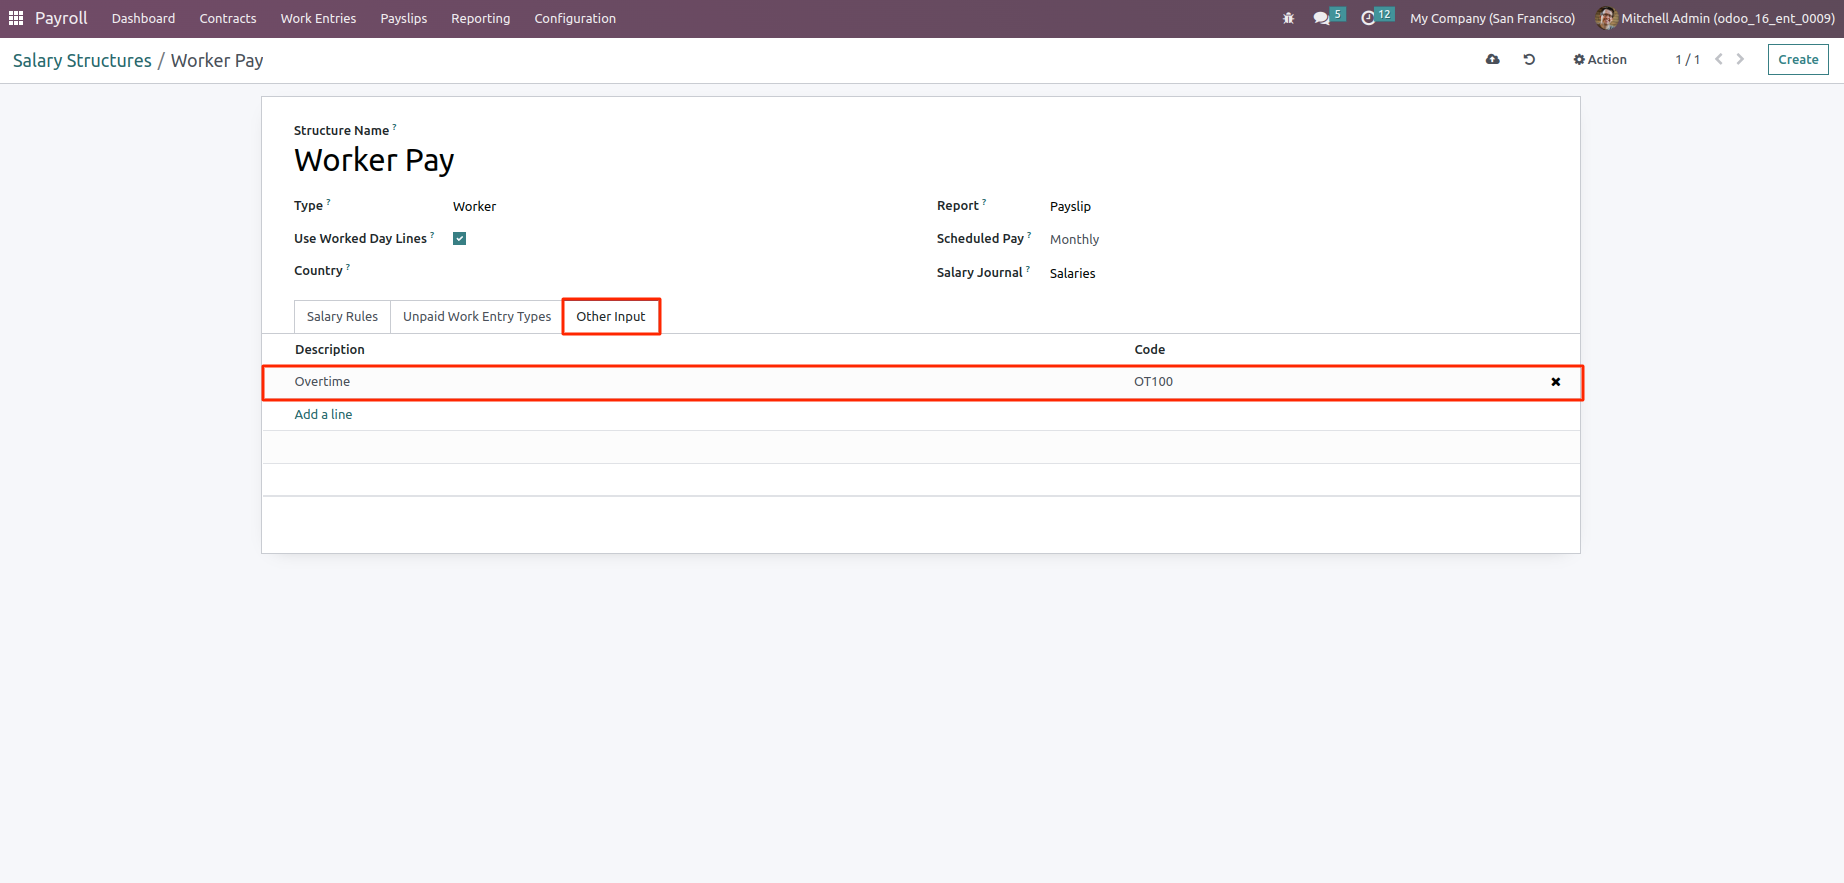 Payroll Dashboard Contracts Work Entries Payslips Reporting Configuration 5 12 My Company (San Francisco) Mitchell Admin (odoo_16_ent_0009)
Salary Structures / Worker Pay Action 1 / 1 Create
Structure Name ?
Worker Pay
Type ? Worker Report ? Payslip
Use Worked Day Lines ? Scheduled Pay ? Monthly
Country ? Salary Journal ? Salaries
Salary Rules Unpaid Work Entry Types Other Input
Description Code
Overtime OT100
Add a line